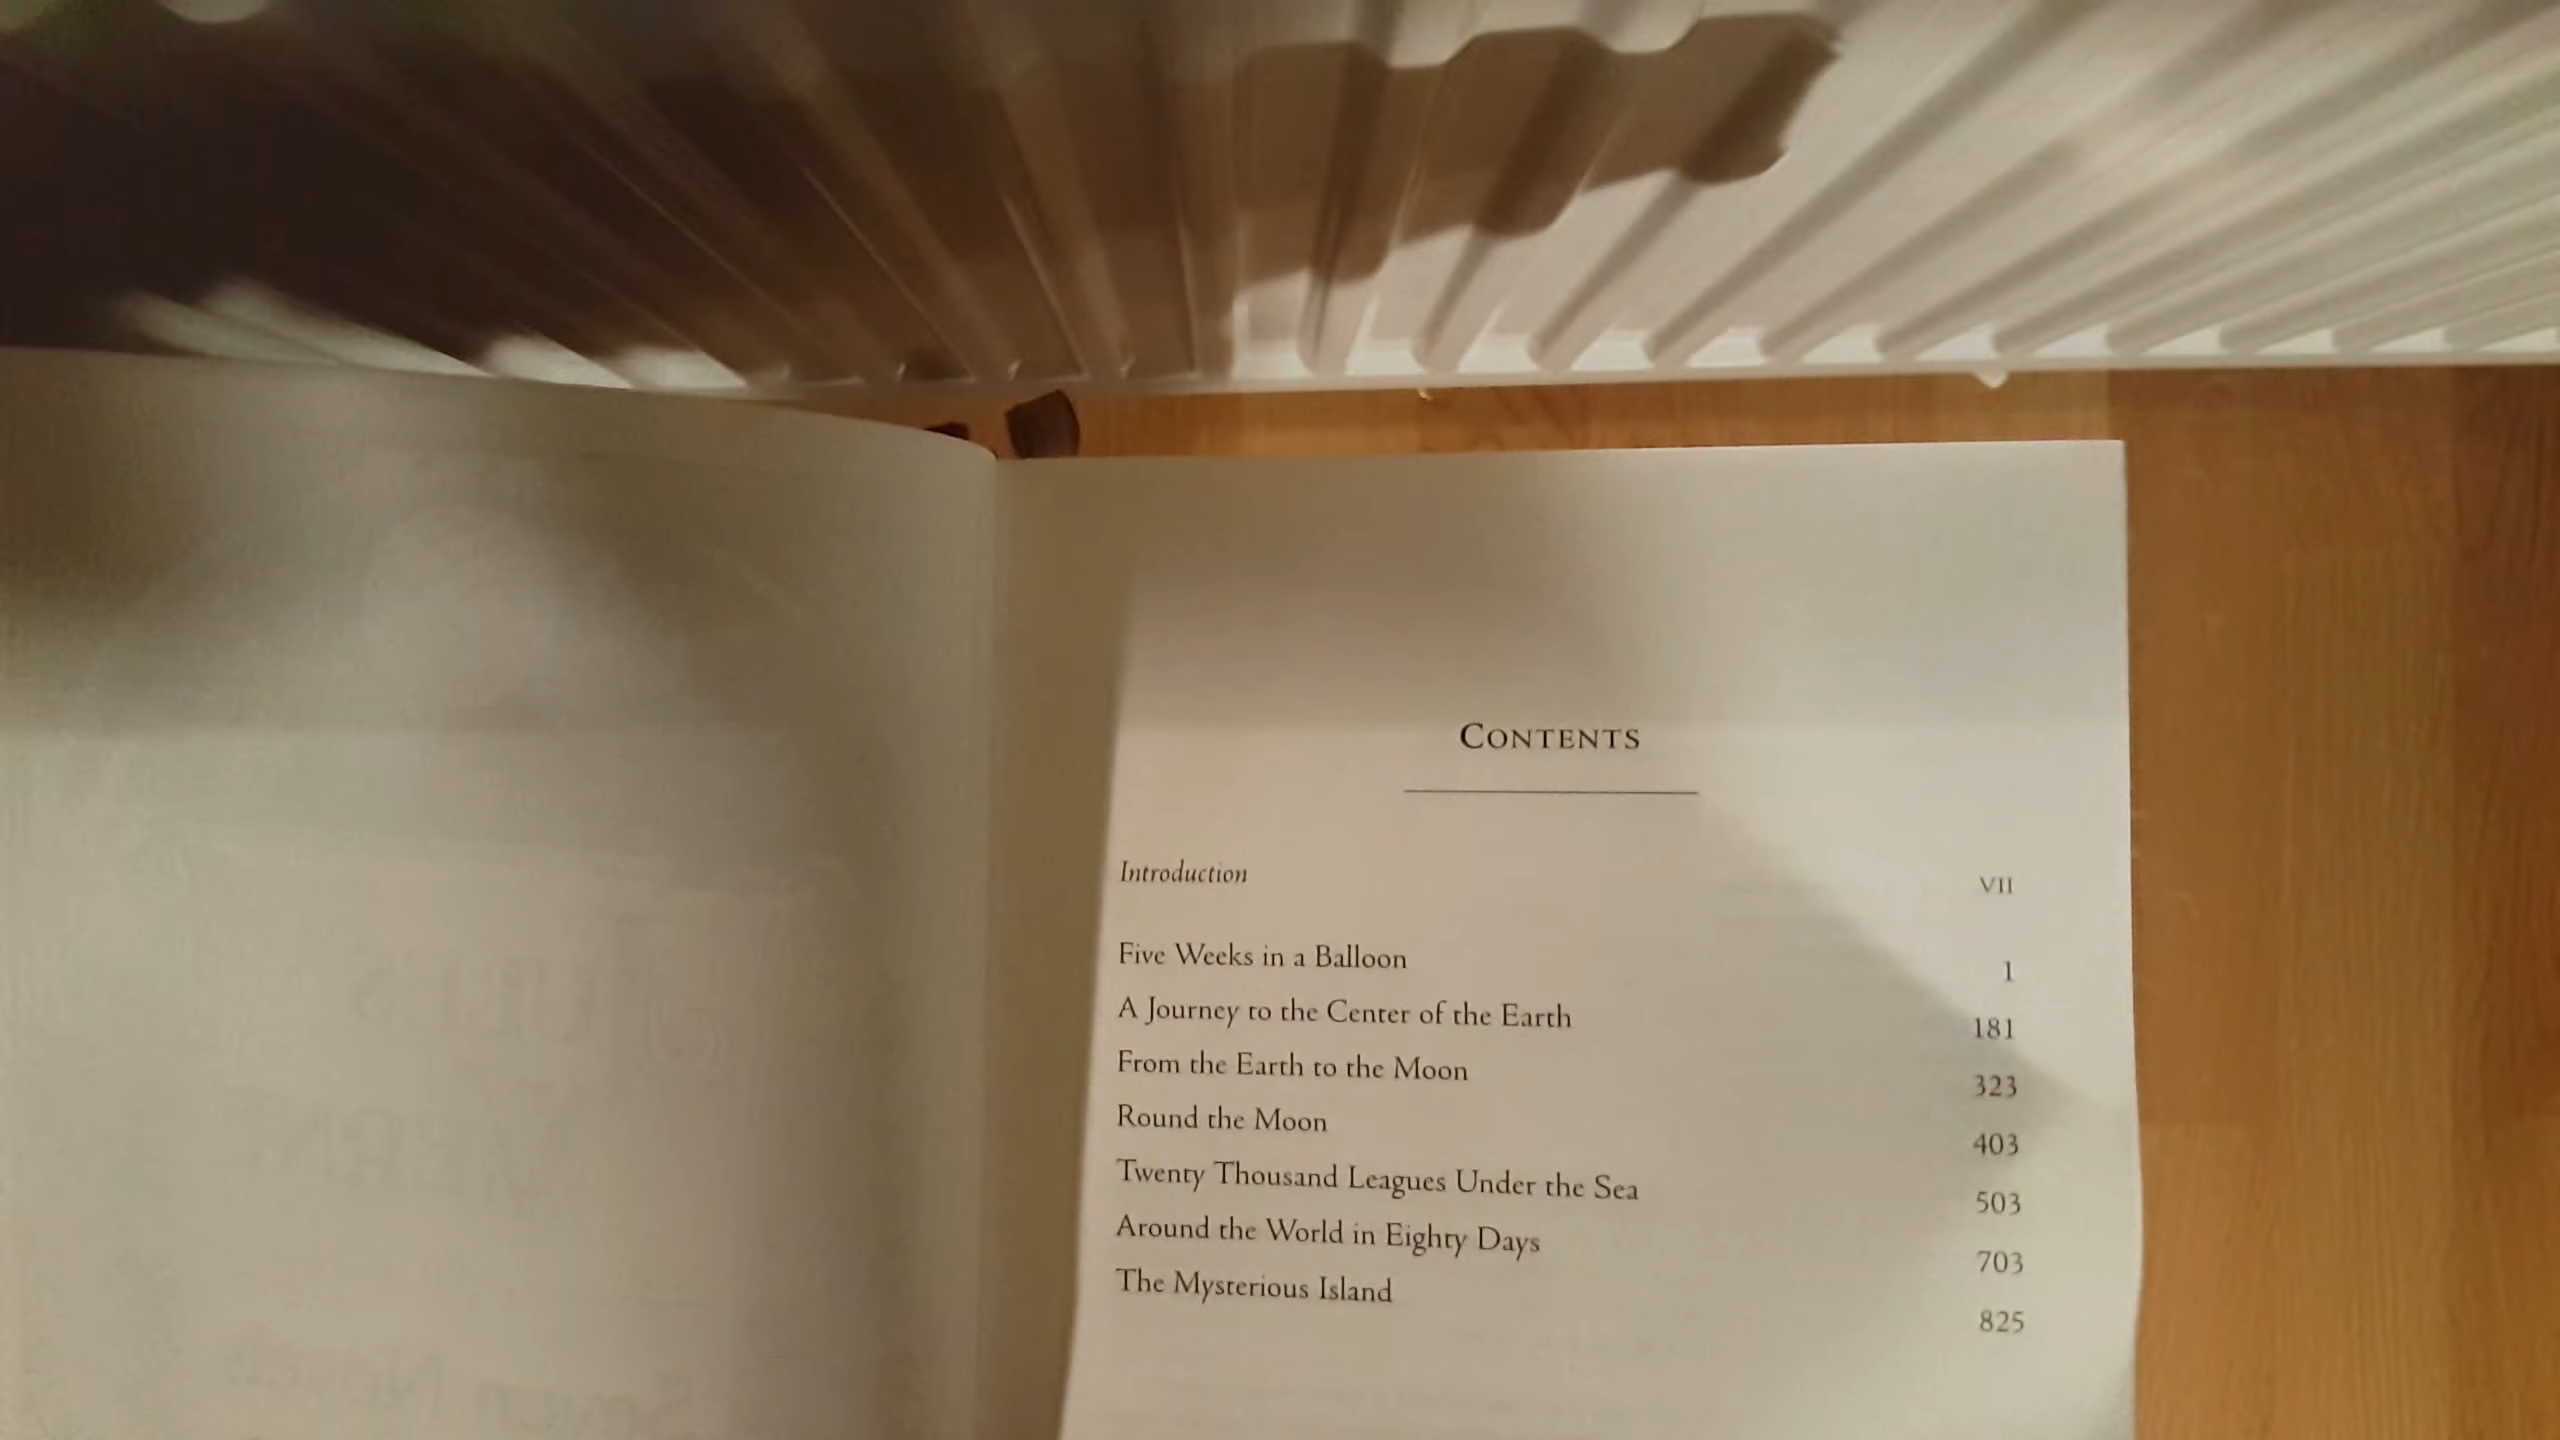 CONTENTS
Introduction VII
Five Weeks in a Balloon 1
A Journey to the Center of the Earth 181
From the Earth to the Moon 323
Round the Moon 403
Twenty Thousand Leagues Under the Sea 503
Around the World in Eighty Days 703
The Mysterious Island 825